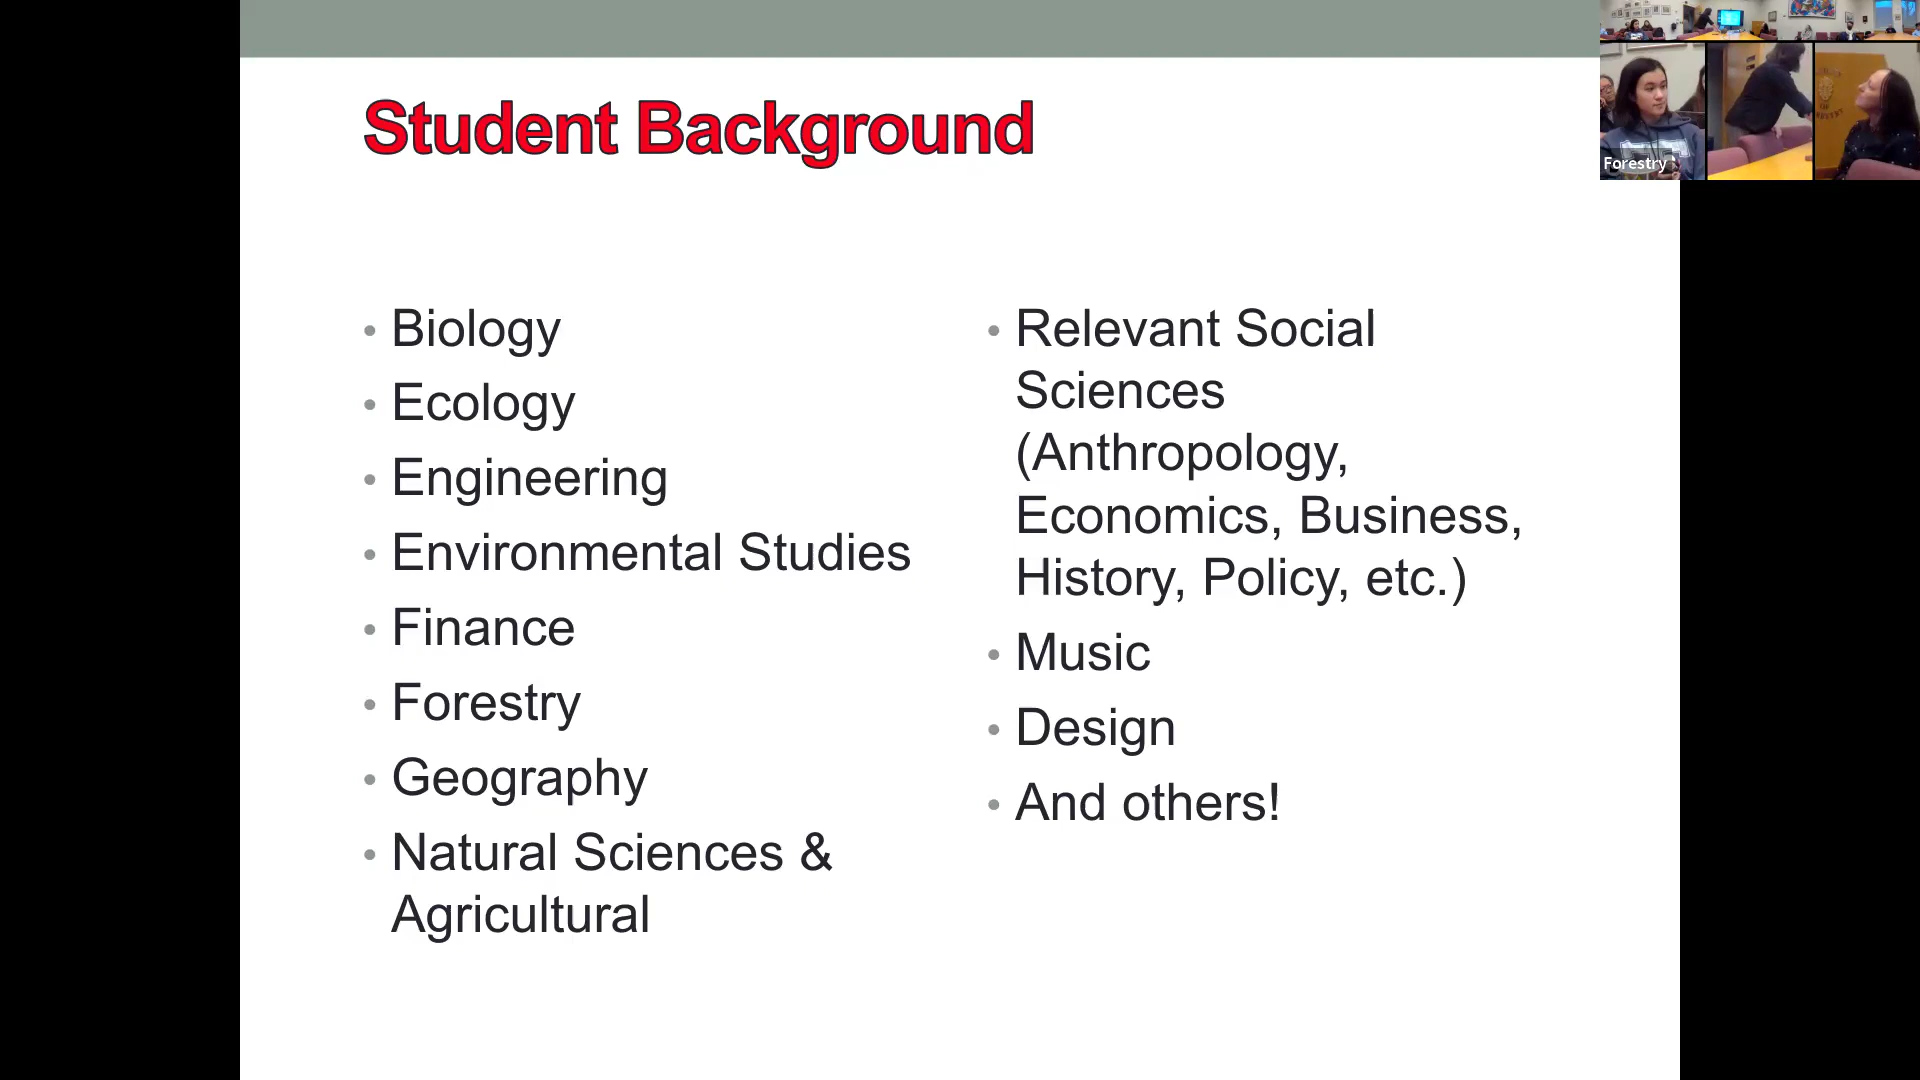 Student Background
• Biology
• Ecology
• Engineering
• Environmental Studies
• Finance
• Forestry
• Geography
• Natural Sciences &
Agricultural
• Relevant Social
Sciences
(Anthropology,
Economics, Business,
History, Policy, etc.)
• Music
• Design
• And others!
Forestry